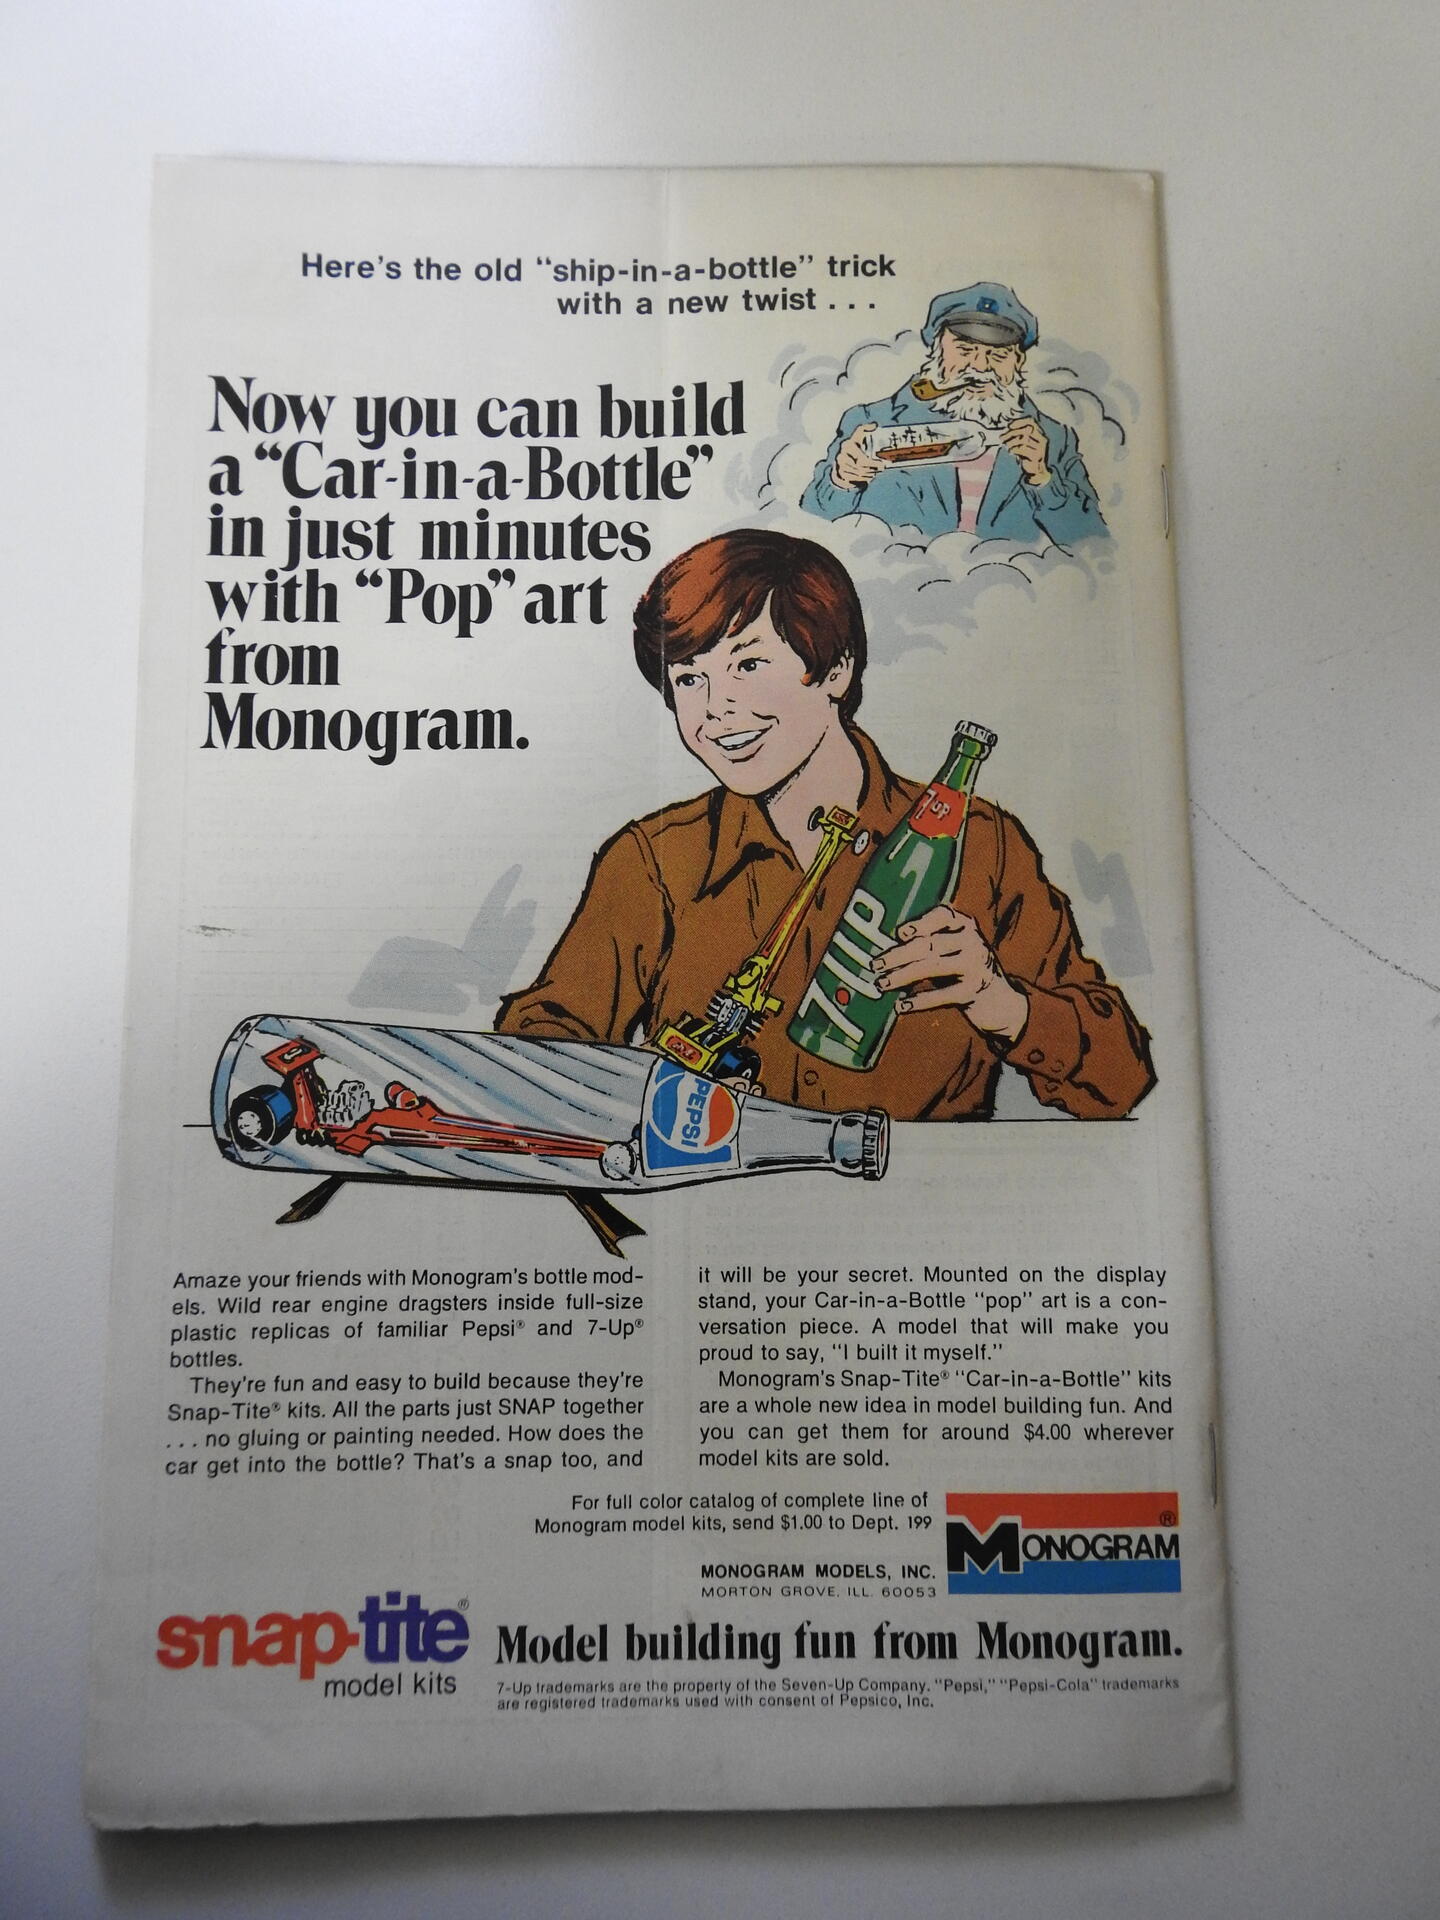 Here's the old “ship-in-a-bottle” trick
with a new twist . . .
Now you can build
a “Car-in-a-Bottle”
in just minutes
with “Pop” art
from
Monogram.
7UP
7·UP
PEPSI
Amaze your friends with Monogram's bottle mod-
els. Wild rear engine dragsters inside full-size
plastic replicas of familiar Pepsi® and 7-Up®
bottles.
They're fun and easy to build because they're
Snap-Tite® kits. All the parts just SNAP together
. . . no gluing or painting needed. How does the
car get into the bottle? That's a snap too, and
it will be your secret. Mounted on the display
stand, your Car-in-a-Bottle “pop” art is a con-
versation piece. A model that will make you
proud to say, “I built it myself.”
Monogram's Snap-Tite® “Car-in-a-Bottle” kits
are a whole new idea in model building fun. And
you can get them for around $4.00 wherever
model kits are sold.
For full color catalog of complete line of
Monogram model kits, send $1.00 to Dept. 199
MONOGRAM MODELS, INC.
MORTON GROVE, ILL. 60053
MONOGRAM®
snap-tite®
model kits
Model building fun from Monogram.
7-Up trademarks are the property of the Seven-Up Company. “Pepsi,” “Pepsi-Cola” trademarks
are registered trademarks used with consent of Pepsico, Inc.